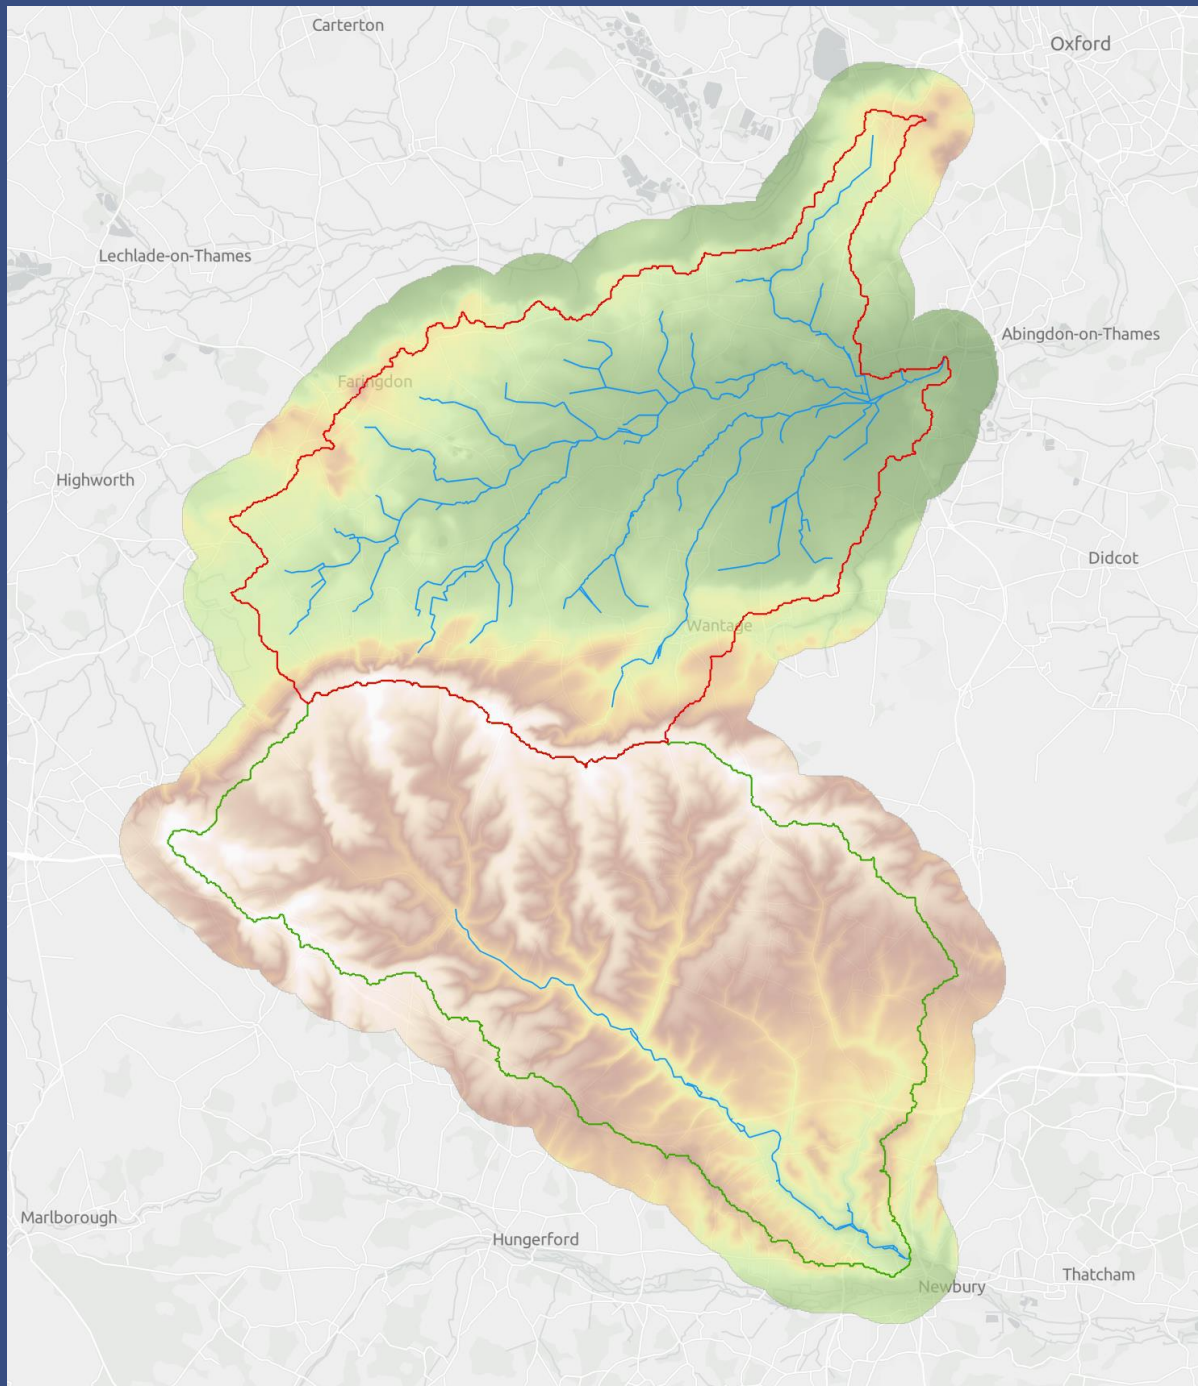 Carterton
Oxford
Lechlade-on-Thames
Abingdon-on-Thames
Faringdon
Highworth
Didcot
Wantage
Marlborough
Hungerford
Thatcham
Newbury